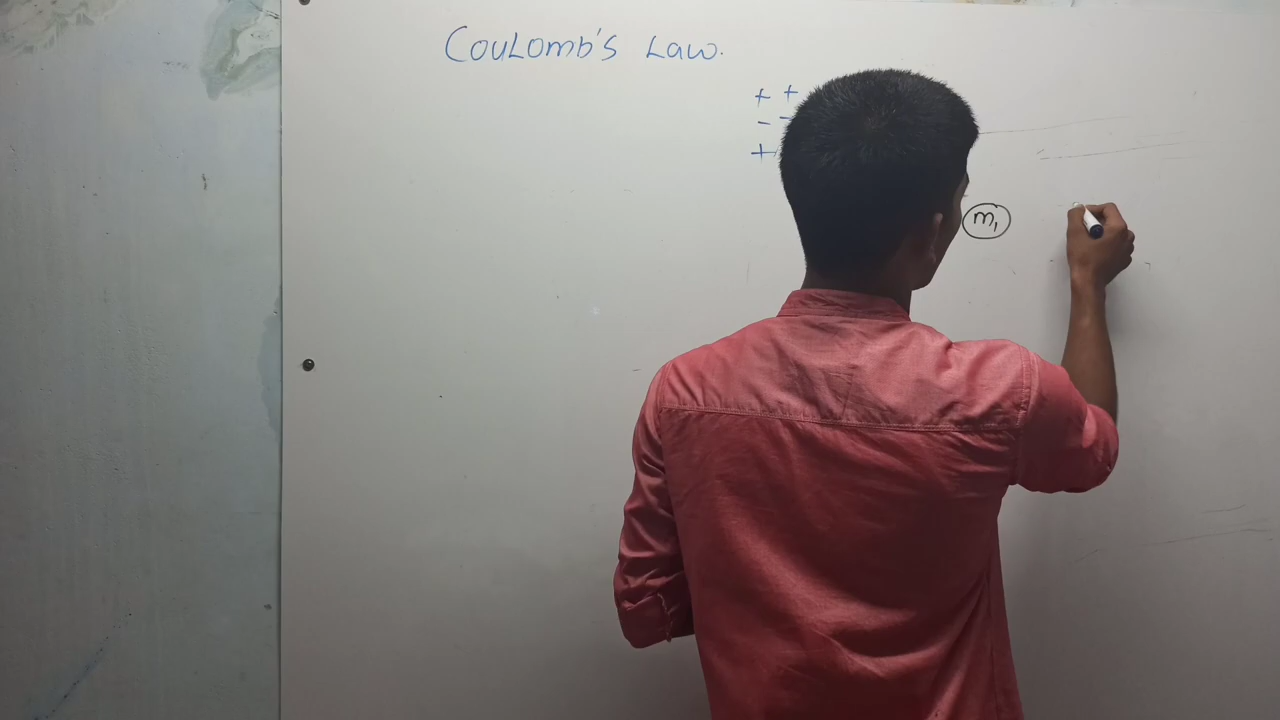 CouLomb's Law.
+ +
- -
+
m₁